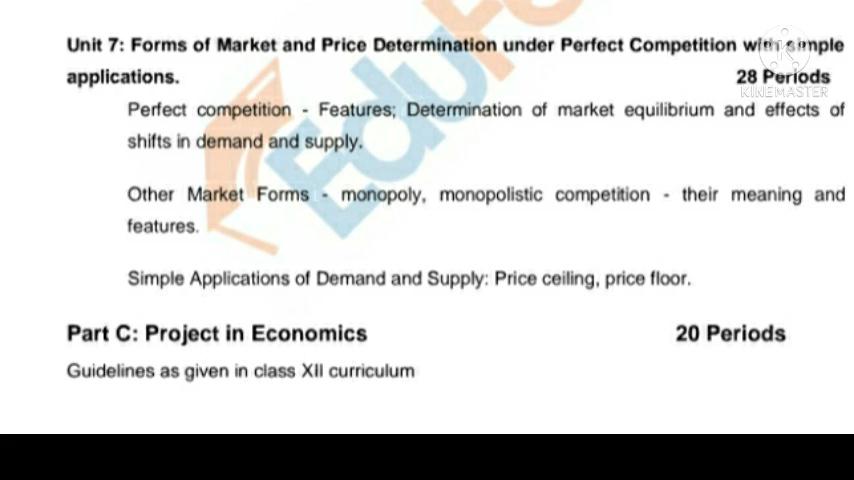 Unit 7: Forms of Market and Price Determination under Perfect Competition with simple
applications. 28 Periods
KINEMASTER
Perfect competition - Features; Determination of market equilibrium and effects of
shifts in demand and supply.
Other Market Forms - monopoly, monopolistic competition - their meaning and
features.
Simple Applications of Demand and Supply: Price ceiling, price floor.
Part C: Project in Economics 20 Periods
Guidelines as given in class XII curriculum